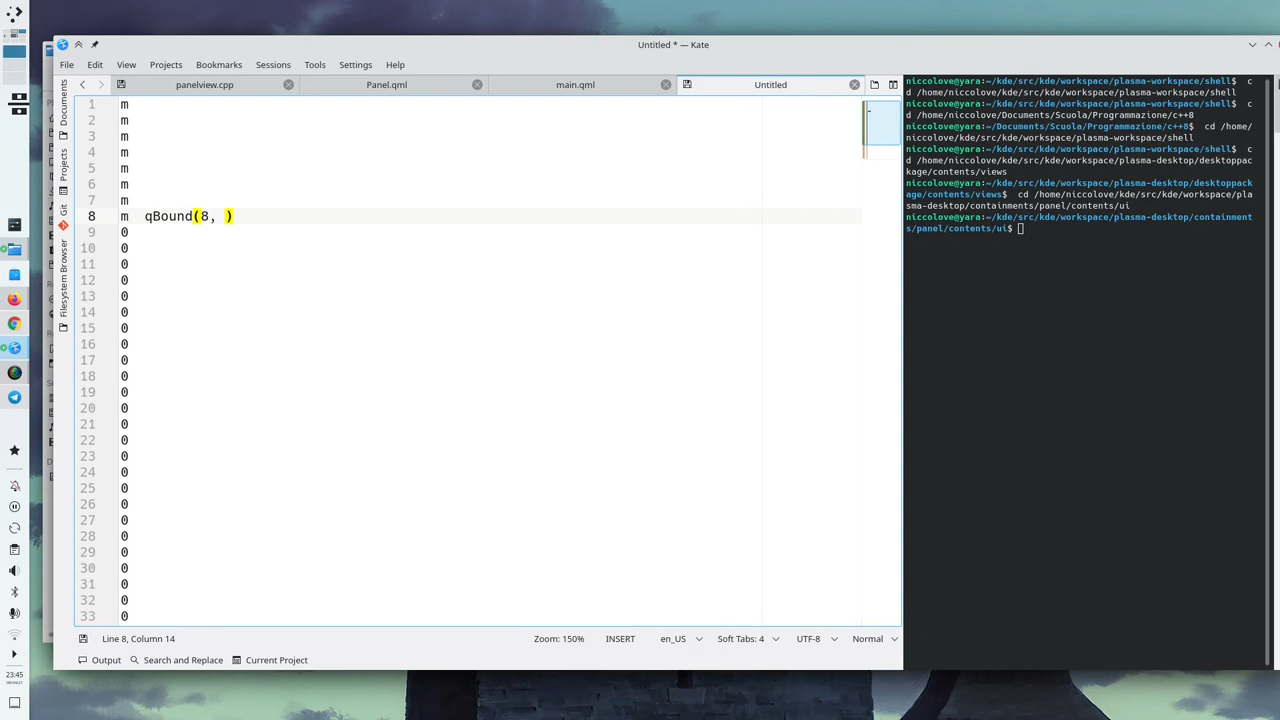 Untitled * — Kate
File Edit View Projects Bookmarks Sessions Tools Settings Help
panelview.cpp Panel.qml main.qml Untitled
Documents
Projects
Git
Filesystem Browser
1 m
2 m
3 m
4 m
5 m
6 m
7 m
8 m qBound(8, )
9 0
10 0
11 0
12 0
13 0
14 0
15 0
16 0
17 0
18 0
19 0
20 0
21 0
22 0
23 0
24 0
25 0
26 0
27 0
28 0
29 0
30 0
31 0
32 0
33 0
niccolove@yara:~/kde/src/kde/workspace/plasma-workspace/shell$ c
d /home/niccolove/kde/src/kde/workspace/plasma-workspace/shell
niccolove@yara:~/kde/src/kde/workspace/plasma-workspace/shell$ c
d /home/niccolove/Documents/Scuola/Programmazione/c++8
niccolove@yara:~/Documents/Scuola/Programmazione/c++8$ cd /home/
niccolove/kde/src/kde/workspace/plasma-workspace/shell
niccolove@yara:~/kde/src/kde/workspace/plasma-workspace/shell$ c
d /home/niccolove/kde/src/kde/workspace/plasma-desktop/desktoppac
kage/contents/views
niccolove@yara:~/kde/src/kde/workspace/plasma-desktop/desktoppack
age/contents/views$ cd /home/niccolove/kde/src/kde/workspace/pla
sma-desktop/containments/panel/contents/ui
niccolove@yara:~/kde/src/kde/workspace/plasma-desktop/containment
s/panel/contents/ui$
Line 8, Column 14 Zoom: 150% INSERT en_US Soft Tabs: 4 UTF-8 Normal
Output Search and Replace Current Project
23:45